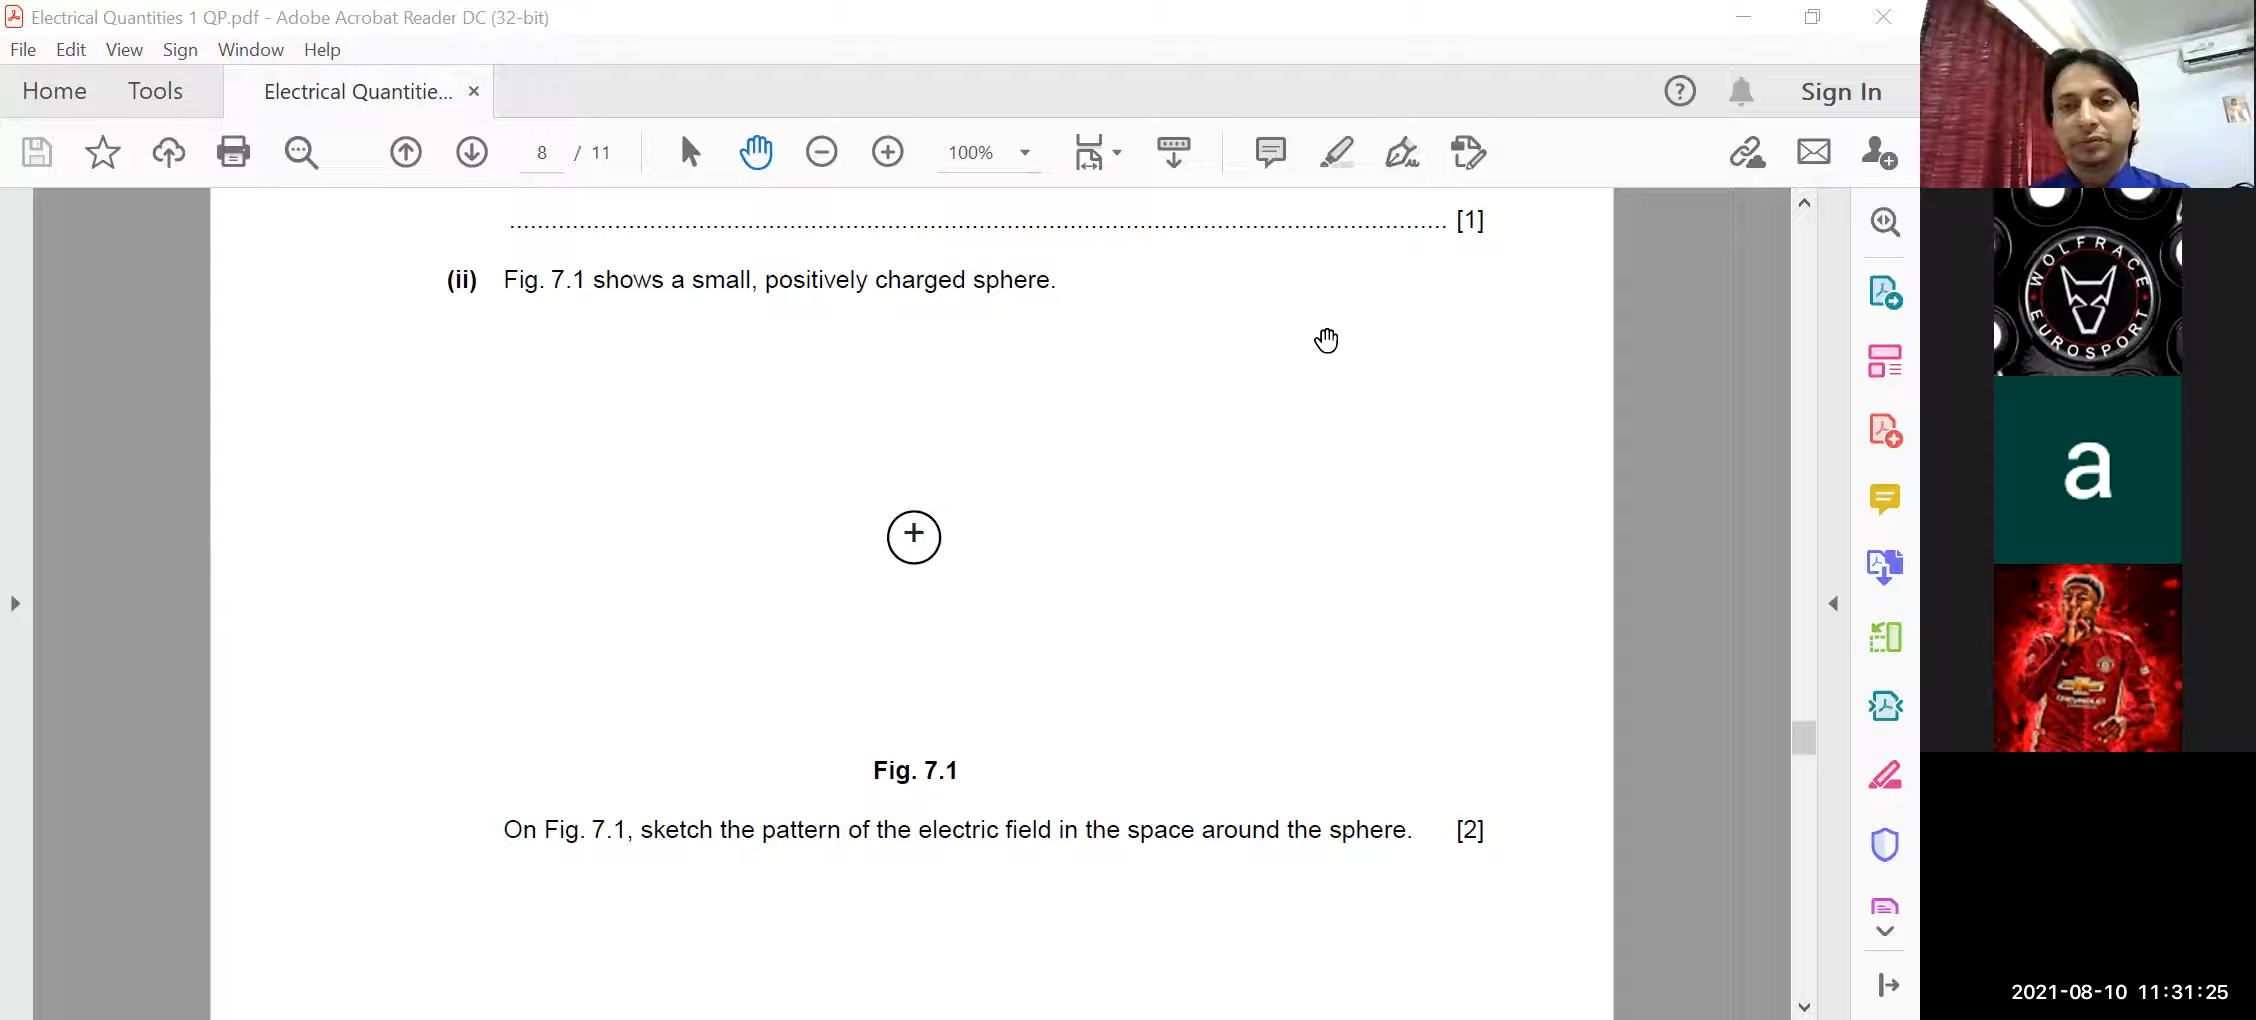 Electrical Quantities 1 QP.pdf - Adobe Acrobat Reader DC (32-bit)
File Edit View Sign Window Help
Home Tools Electrical Quantitie... × Sign In
8 / 11 100%
[1]
(ii) Fig. 7.1 shows a small, positively charged sphere.
+
Fig. 7.1
On Fig. 7.1, sketch the pattern of the electric field in the space around the sphere. [2]
WOLFRACE
EUROSPORT
a
CHEVROLET
2021-08-10 11:31:25